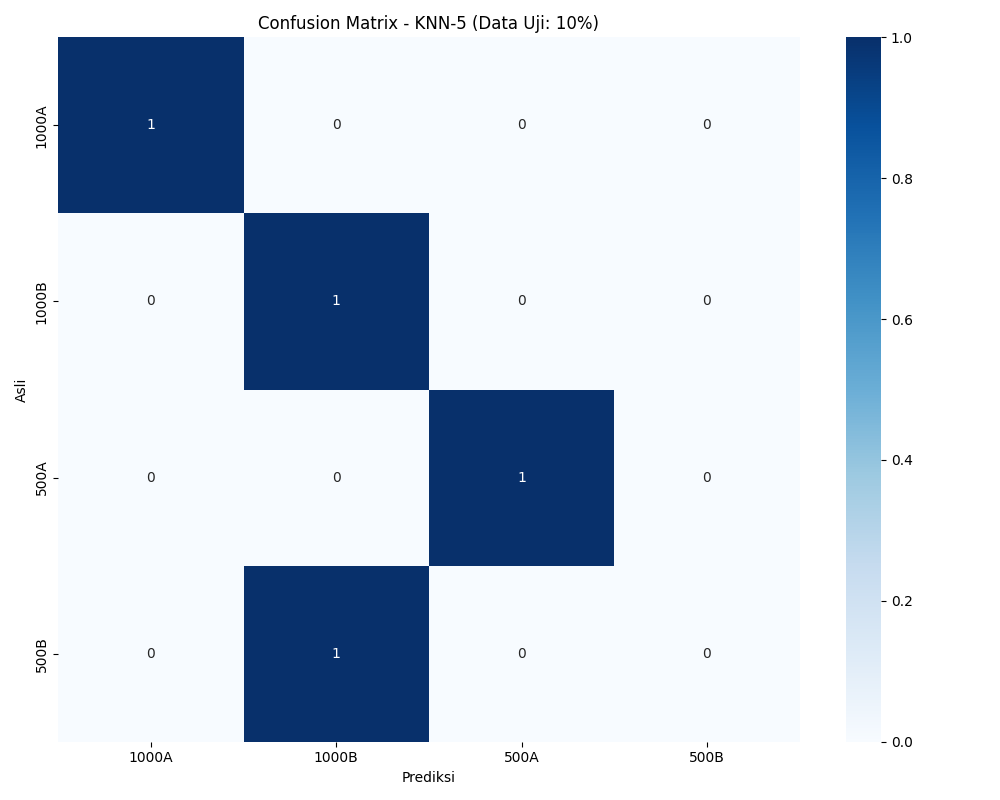 Confusion Matrix - KNN-5 (Data Uji: 10%)
1.0
1000A
1 0 0 0
0.8
1000B
0 1 0 0
0.6
Asli
500A
0 0 1 0
0.4
0.2
500B
0 1 0 0
0.0
1000A 1000B 500A 500B
Prediksi